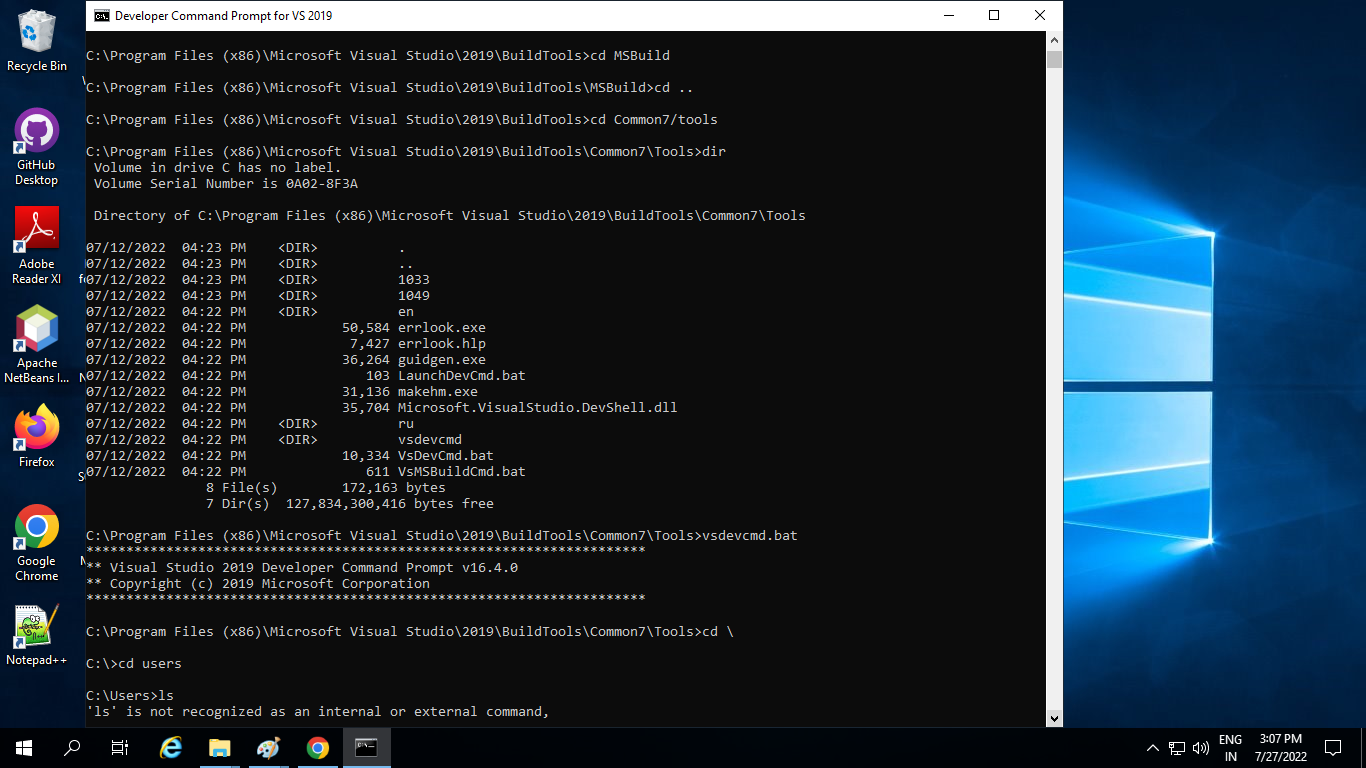 Developer Command Prompt for VS 2019
C:\Program Files (x86)\Microsoft Visual Studio\2019\BuildTools>cd MSBuild
C:\Program Files (x86)\Microsoft Visual Studio\2019\BuildTools\MSBuild>cd ..
C:\Program Files (x86)\Microsoft Visual Studio\2019\BuildTools>cd Common7/tools
C:\Program Files (x86)\Microsoft Visual Studio\2019\BuildTools\Common7\Tools>dir
Volume in drive C has no label.
Volume Serial Number is 0A02-8F3A
Directory of C:\Program Files (x86)\Microsoft Visual Studio\2019\BuildTools\Common7\Tools
07/12/2022 04:23 PM <DIR> .
07/12/2022 04:23 PM <DIR> ..
07/12/2022 04:23 PM <DIR> 1033
07/12/2022 04:23 PM <DIR> 1049
07/12/2022 04:22 PM <DIR> en
07/12/2022 04:22 PM 50,584 errlook.exe
07/12/2022 04:22 PM 7,427 errlook.hlp
07/12/2022 04:22 PM 36,264 guidgen.exe
07/12/2022 04:22 PM 103 LaunchDevCmd.bat
07/12/2022 04:22 PM 31,136 makehm.exe
07/12/2022 04:22 PM 35,704 Microsoft.VisualStudio.DevShell.dll
07/12/2022 04:22 PM <DIR> ru
07/12/2022 04:22 PM <DIR> vsdevcmd
07/12/2022 04:22 PM 10,334 VsDevCmd.bat
07/12/2022 04:22 PM 611 VsMSBuildCmd.bat
8 File(s) 172,163 bytes
7 Dir(s) 127,834,300,416 bytes free
C:\Program Files (x86)\Microsoft Visual Studio\2019\BuildTools\Common7\Tools>vsdevcmd.bat
**********************************************************************
** Visual Studio 2019 Developer Command Prompt v16.4.0
** Copyright (c) 2019 Microsoft Corporation
**********************************************************************
C:\Program Files (x86)\Microsoft Visual Studio\2019\BuildTools\Common7\Tools>cd \
C:\>cd users
C:\Users>ls
'ls' is not recognized as an internal or external command,
Recycle Bin
GitHub
Desktop
Adobe
Reader XI
Apache
NetBeans I...
Firefox
Google
Chrome
Notepad++
ENG
IN
3:07 PM
7/27/2022